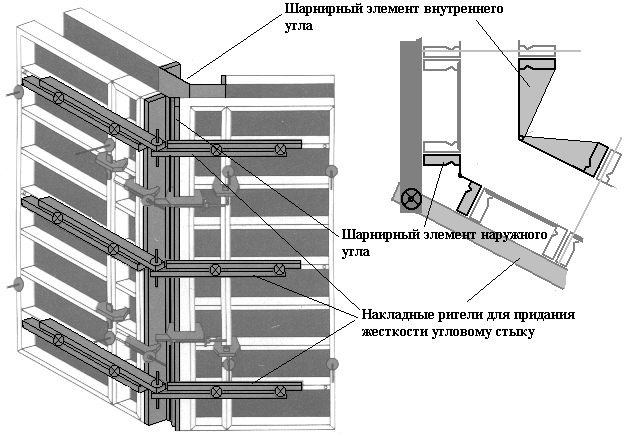 Шарнирный элемент внутреннего
угла
Шарнирный элемент наружного
угла
Накладные ригели для придания
жесткости угловому стыку